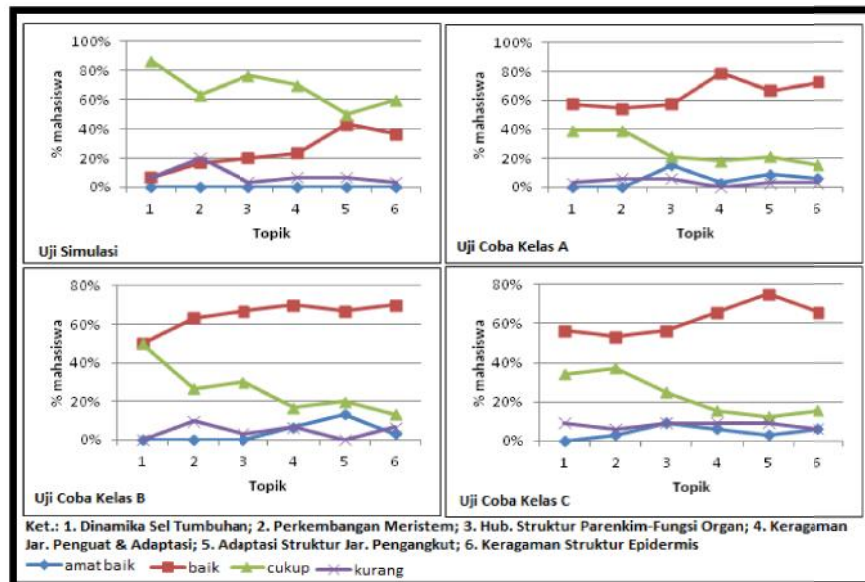 100%
80%
60%
40%
20%
0%
% mahasiswa
1 2 3 4 5 6
Topik
Uji Simulasi
100%
80%
60%
40%
20%
0%
% mahasiswa
1 2 3 4 5 6
Topik
Uji Coba Kelas A
80%
60%
40%
20%
0%
% mahasiswa
1 2 3 4 5 6
Topik
Uji Coba Kelas B
80%
60%
40%
20%
0%
% mahasiswa
1 2 3 4 5 6
Topik
Uji Coba Kelas C
Ket.: 1. Dinamika Sel Tumbuhan; 2. Perkembangan Meristem; 3. Hub. Struktur Parenkim-Fungsi Organ; 4. Keragaman
Jar. Penguat & Adaptasi; 5. Adaptasi Struktur Jar. Pengangkut; 6. Keragaman Struktur Epidermis
amat baik baik cukup kurang